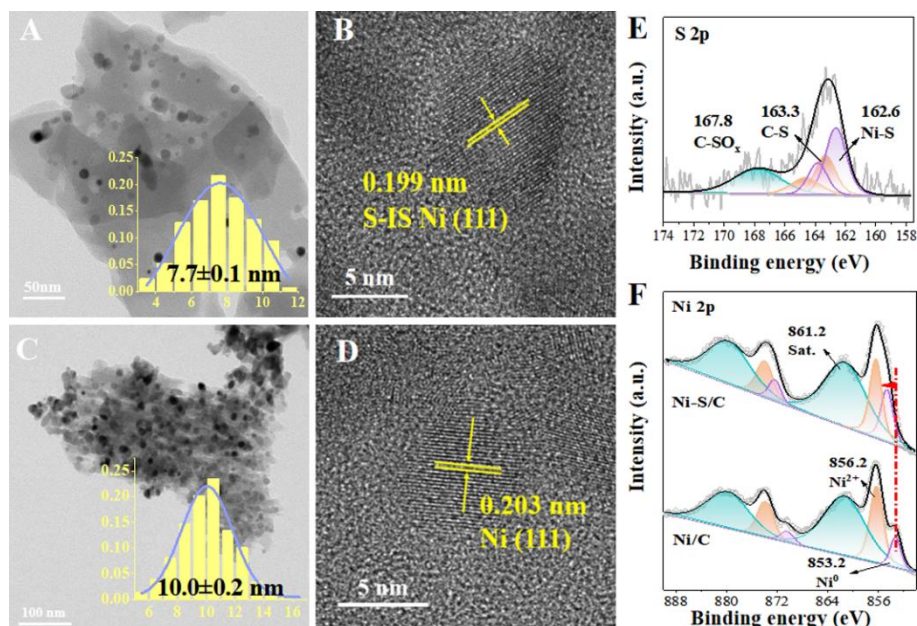 A
0.25
0.20
0.15
0.10
0.05
0.00
7.7±0.1 nm
4 6 8 10 12
50nm
B
0.199 nm
S-IS Ni (111)
5 nm
C
0.25
0.20
0.15
0.10
0.05
0.00
10.0±0.2 nm
6 8 10 12 14 16
100 nm
D
0.203 nm
Ni (111)
5 nm
E
S 2p
167.8
C-SOx
163.3
C-S
162.6
Ni-S
Intensity (a.u.)
174 172 170 168 166 164 162 160 158
Binding energy (eV)
F
Ni 2p
861.2
Sat.
Ni-S/C
856.2
Ni2+
Ni/C
853.2
Ni0
Intensity (a.u.)
888 880 872 864 856
Binding energy (eV)